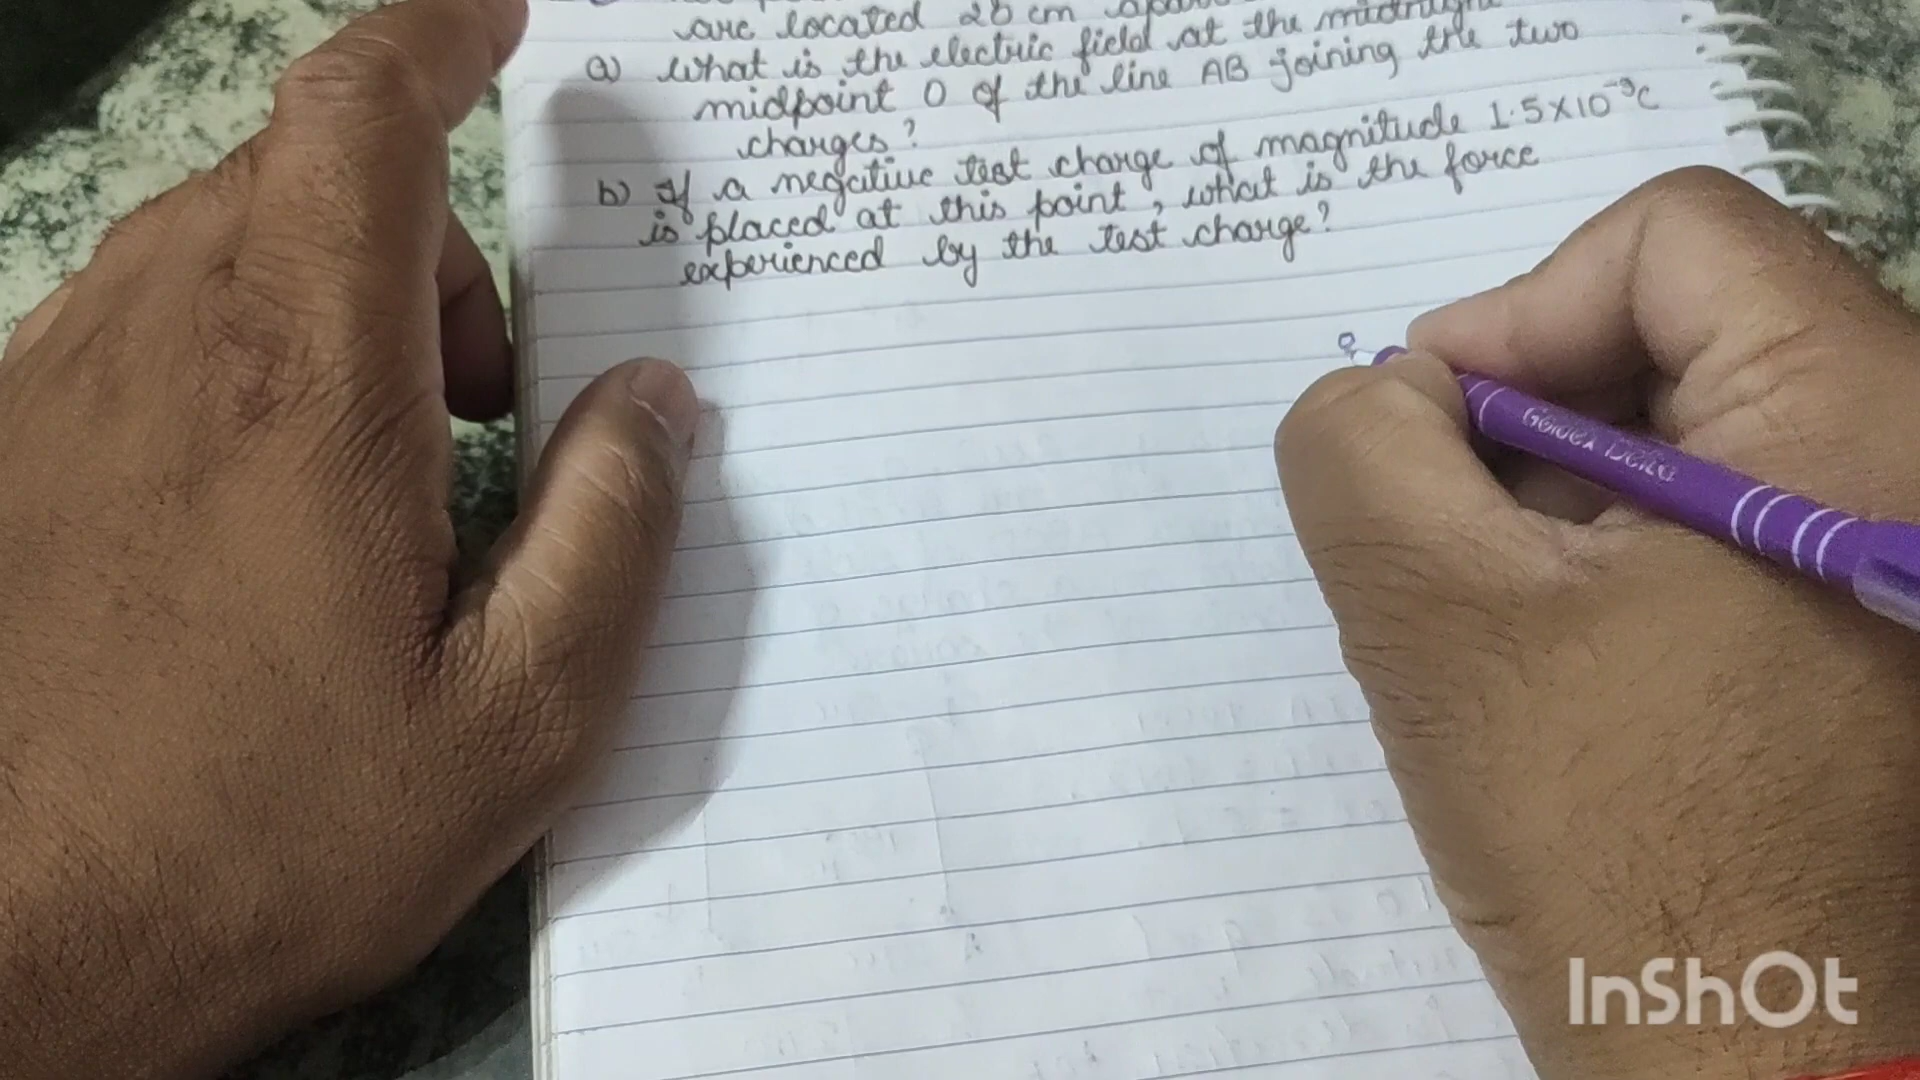 are located 20 cm
a) What is the electric field at the
midpoint O of the line AB joining the two
charges?
b) If a negative test charge of magnitude 1.5×10⁻⁹C
is placed at this point, what is the force
experienced by the test charge?
Goldex Delta
InShOt